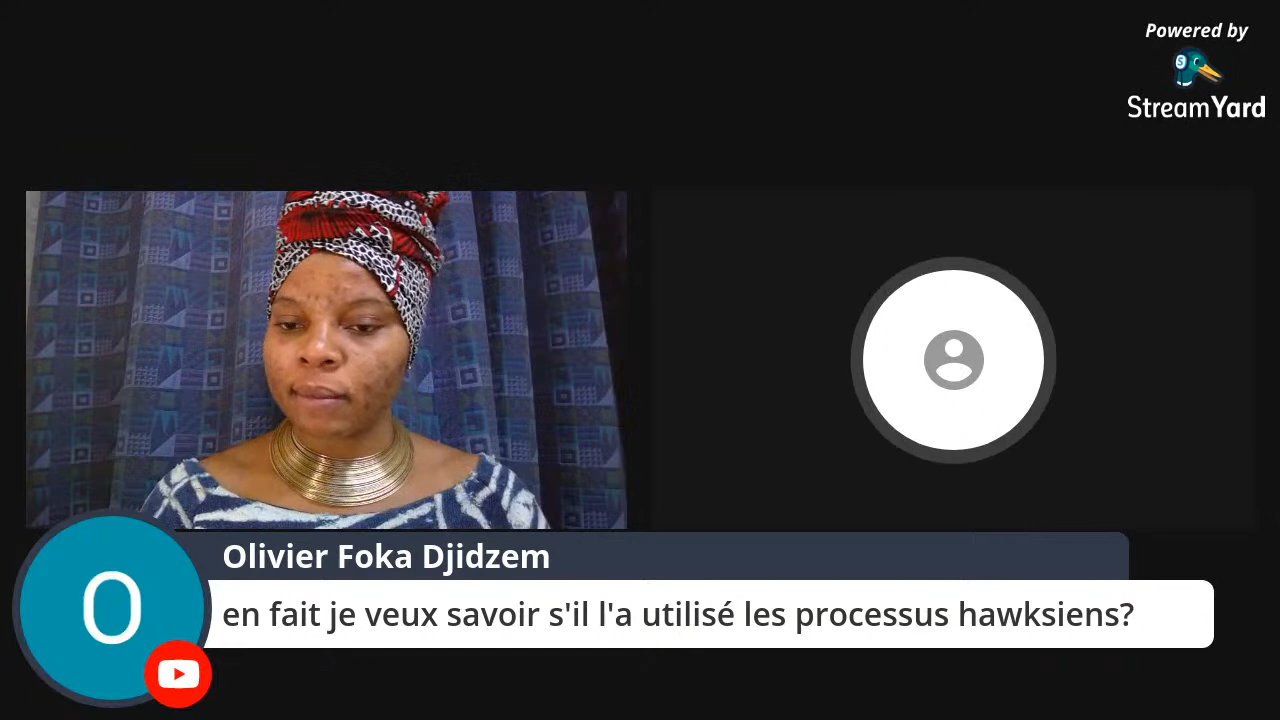 Powered by
StreamYard
Olivier Foka Djidzem
O
en fait je veux savoir s'il l'a utilisé les processus hawksiens?